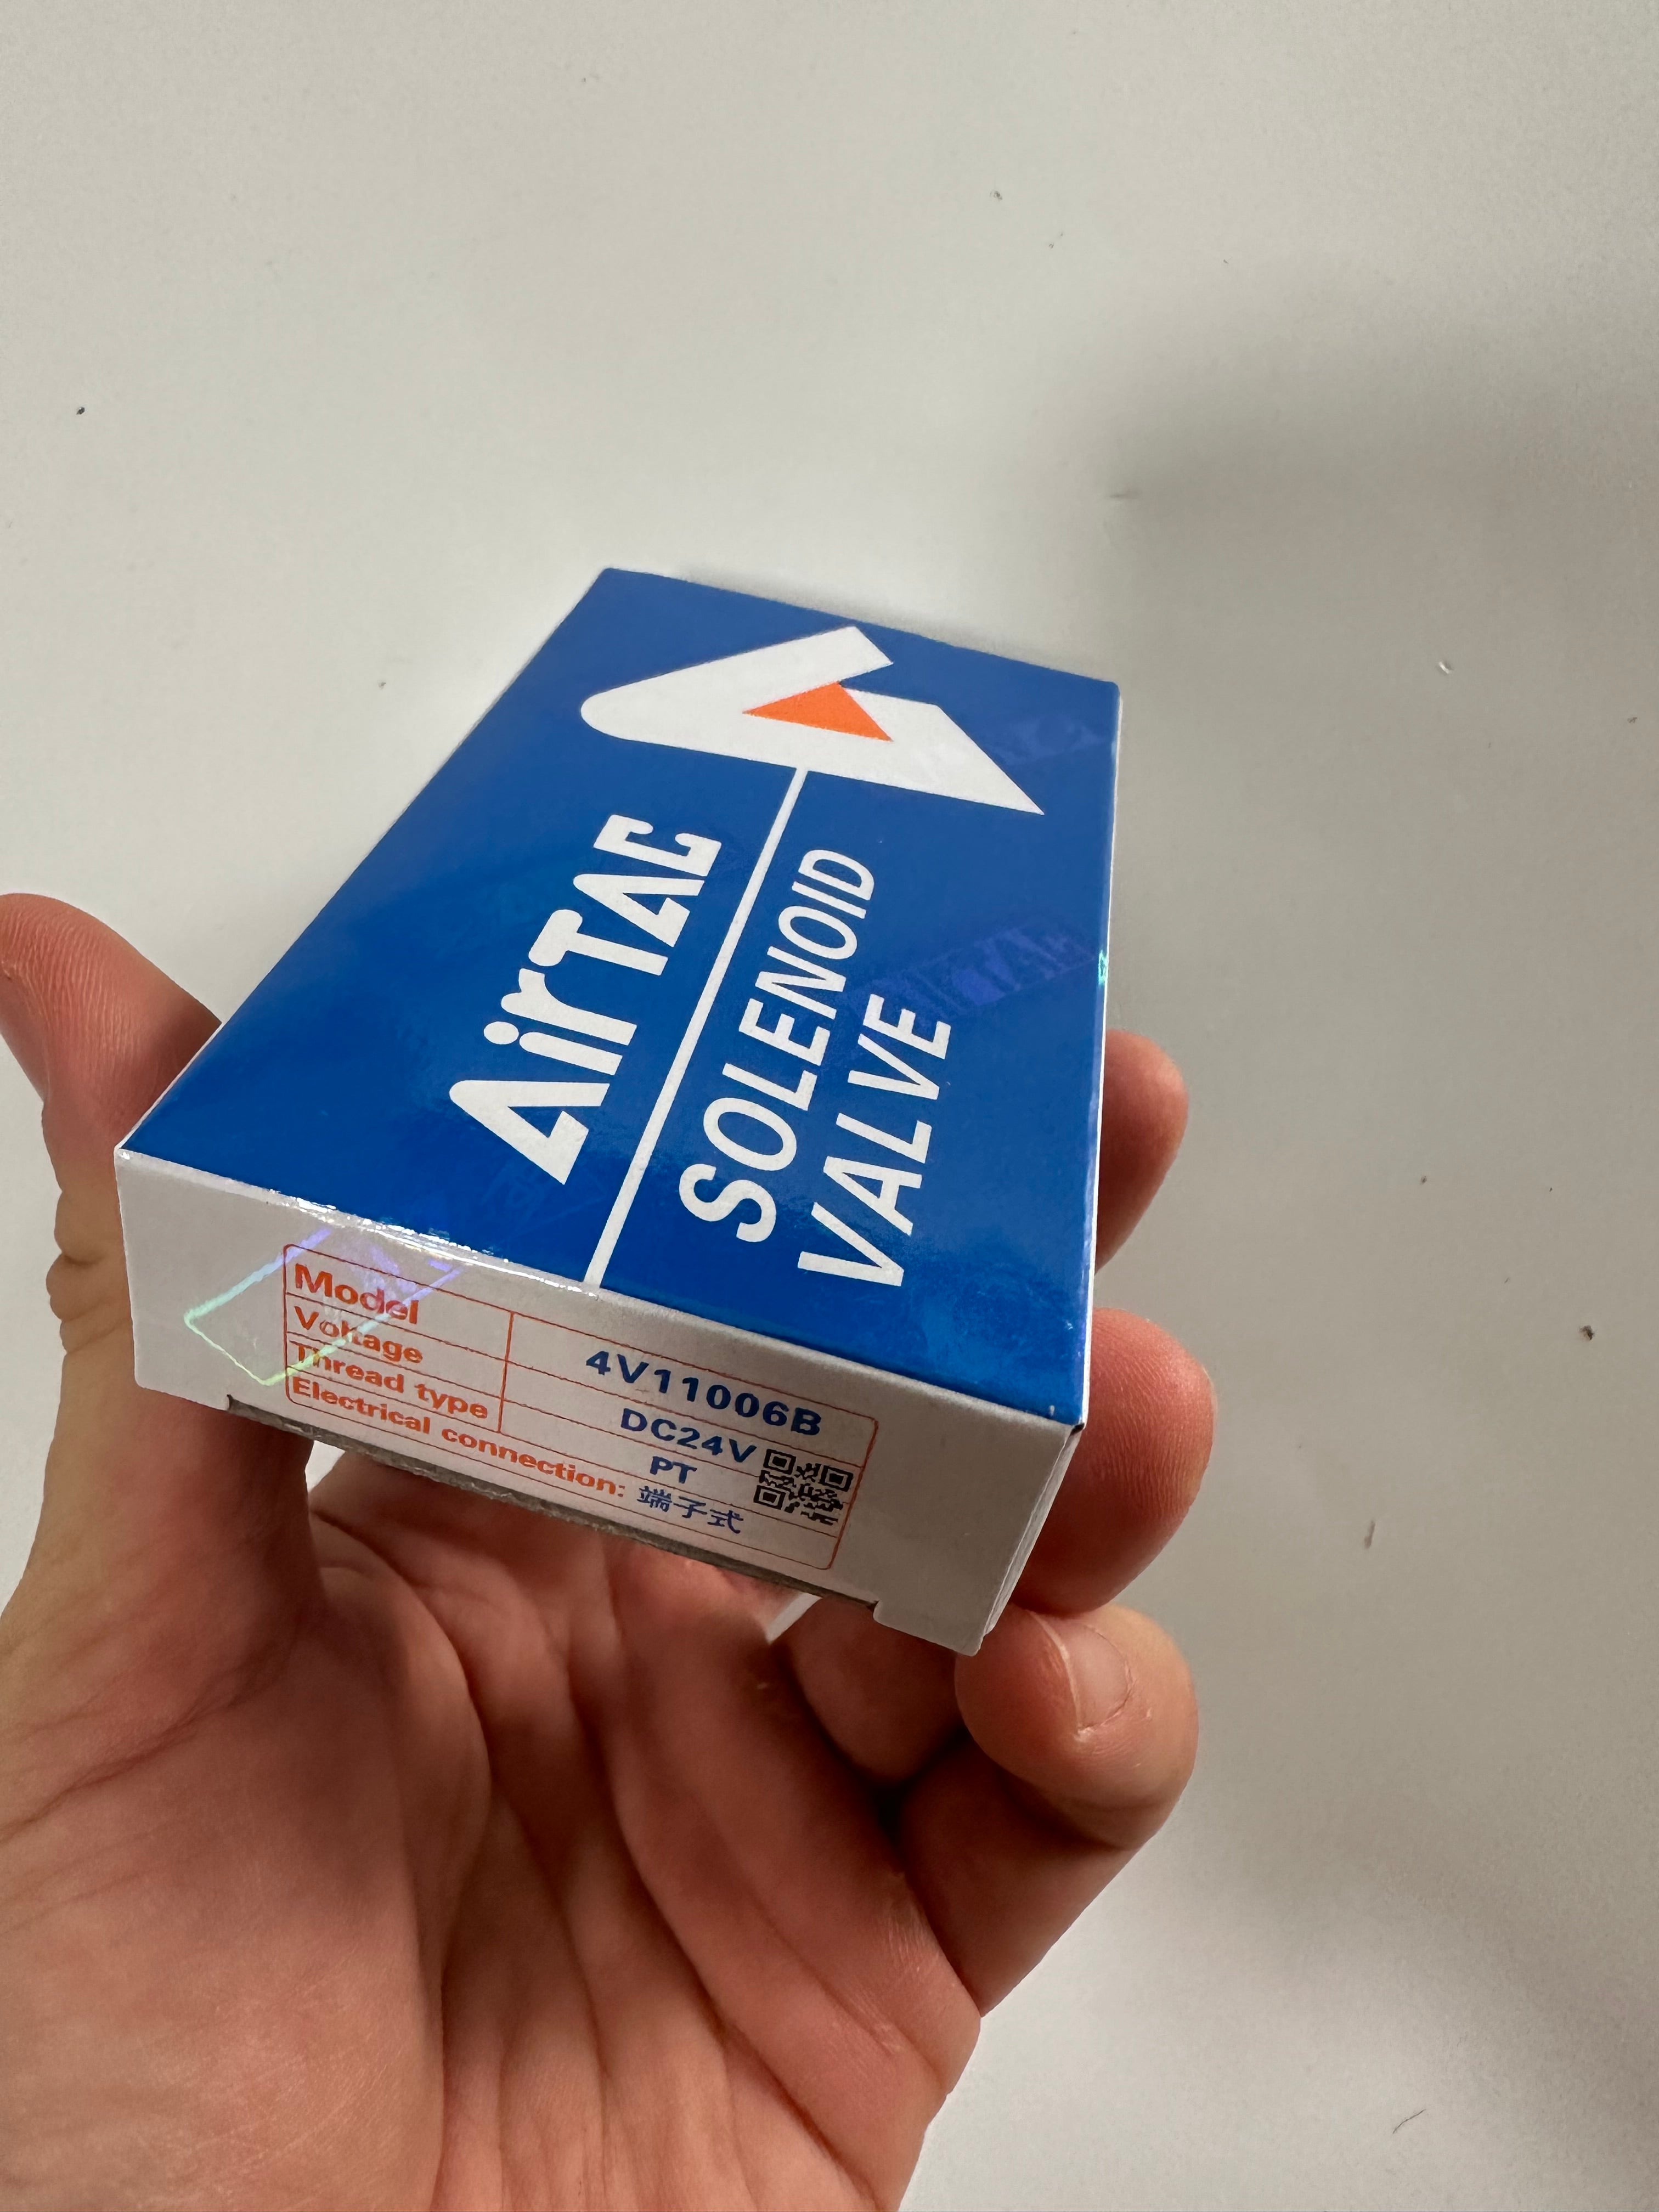 AirTAC
SOLENOID
VALVE
Model 4V11006B
Voltage DC24V
Thread type PT
Electrical connection: 端子式